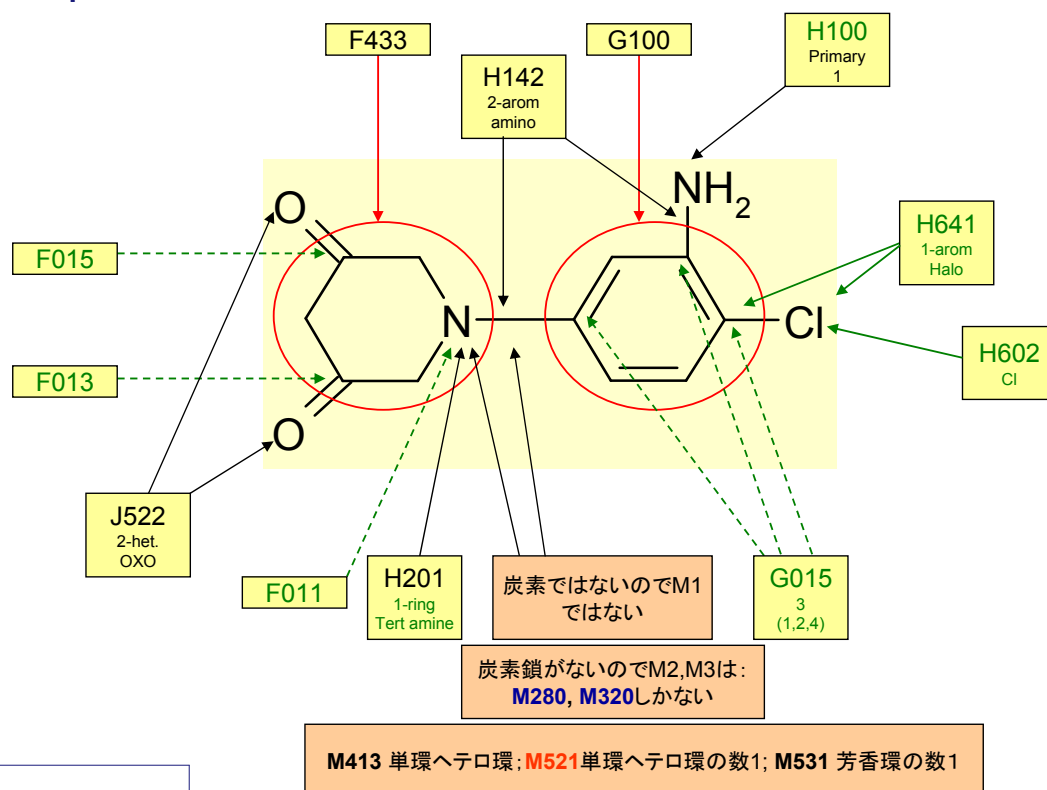 F433
G100
H100
Primary
1
H142
2-arom
amino
NH2
O
F015
H641
1-arom
Halo
N
Cl
F013
H602
Cl
O
J522
2-het.
OXO
F011
H201
1-ring
Tert amine
炭素ではないのでM1
ではない
G015
3
(1,2,4)
炭素鎖がないのでM2,M3は:
M280, M320しかない
M413 単環ヘテロ環;M521単環ヘテロ環の数1; M531 芳香環の数1